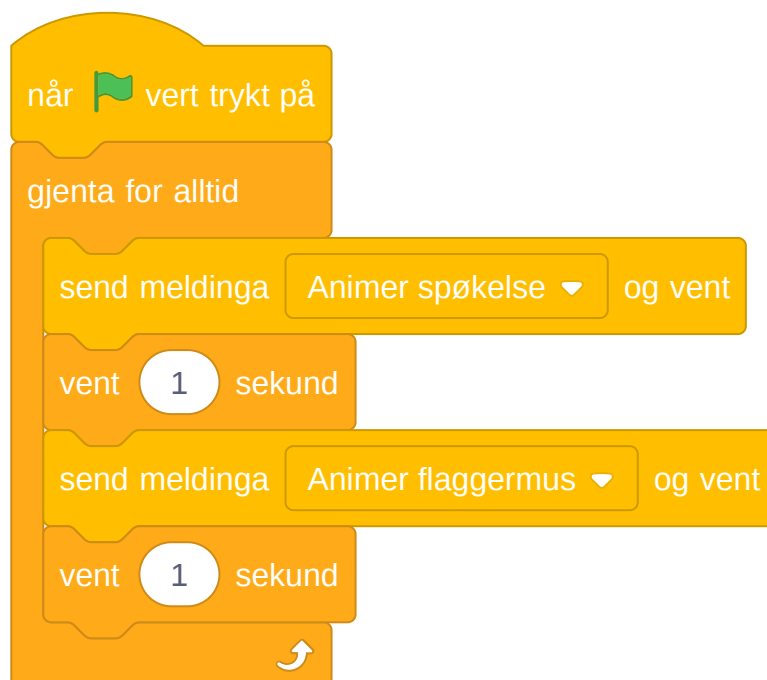 når vert trykt på
gjenta for alltid
send meldinga Animer spøkelse og vent
vent 1 sekund
send meldinga Animer flaggermus og vent
vent 1 sekund